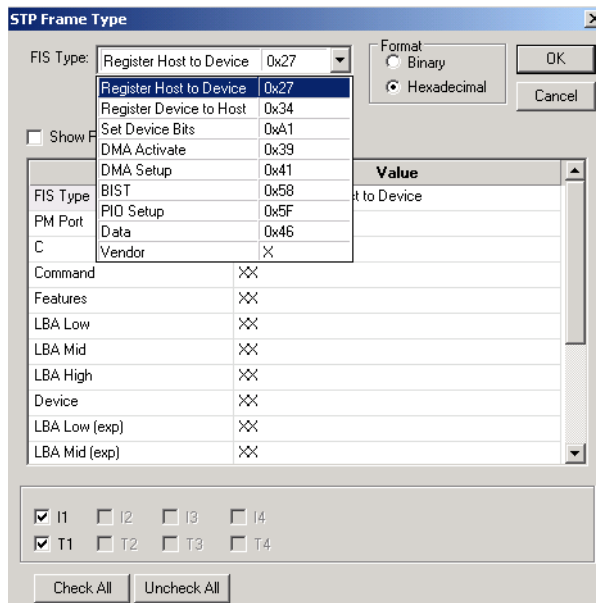 STP Frame Type
FIS Type: Register Host to Device 0x27
Format
Binary
Hexadecimal
OK
Cancel
Register Host to Device 0x27
Register Device to Host 0x34
Set Device Bits 0xA1
DMA Activate 0x39
DMA Setup 0x41
BIST 0x58
PIO Setup 0x5F
Data 0x46
Vendor X
Show F
Value
FIS Type t to Device
PM Port
C
Command XX
Features XX
LBA Low XX
LBA Mid XX
LBA High XX
Device XX
LBA Low (exp) XX
LBA Mid (exp) XX
I1 I2 I3 I4
T1 T2 T3 T4
Check All Uncheck All